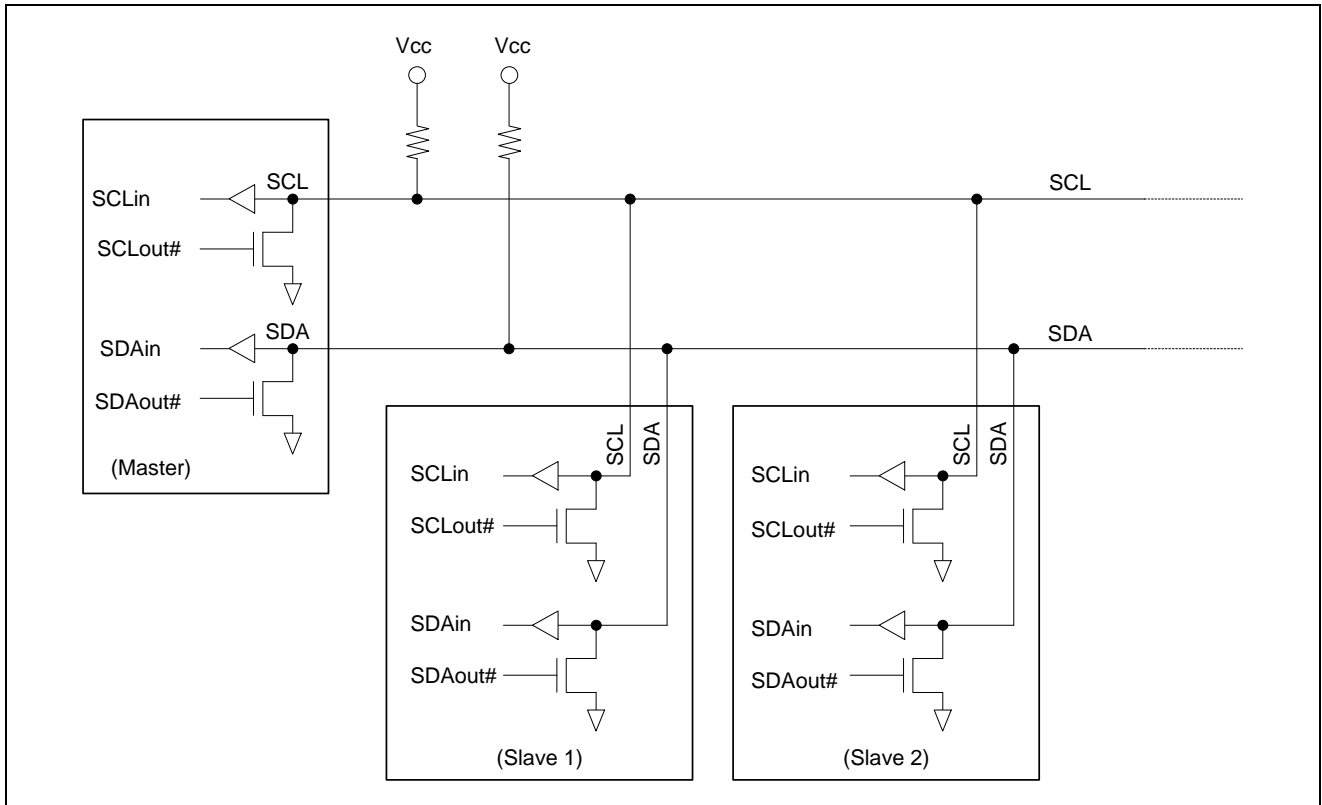 Vcc Vcc
SCL SCL
SCLin
SCLout#
SDA SDA
SDAin
SDAout#
(Master)
SCL SDA SCL SDA
SCLin SCLin
SCLout# SCLout#
SDAin SDAin
SDAout# SDAout#
(Slave 1) (Slave 2)